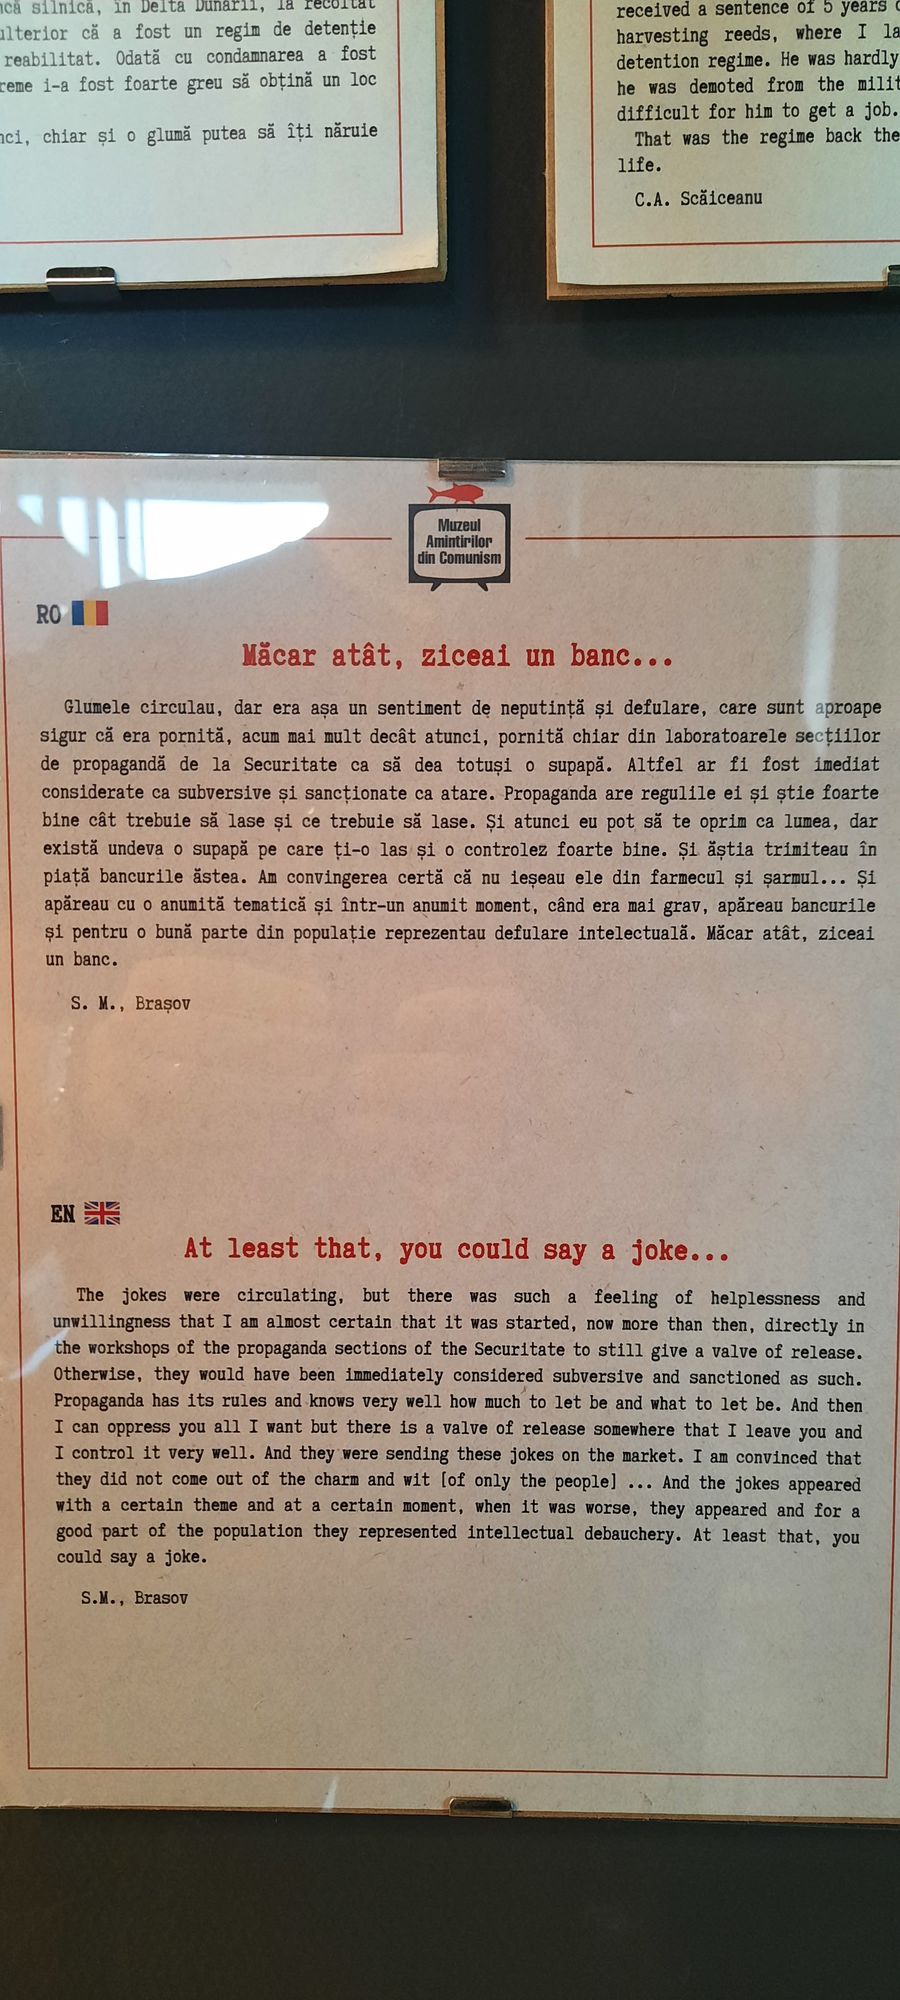 că silnică, în Delta Dunării, la recoltat
ulterior că a fost un regim de detenție
reabilitat. Odată cu condamnarea a fost
reme i-a fost foarte greu să obțină un loc
nci, chiar și o glumă putea să îți năruie
received a sentence of 5 years
harvesting reeds, where I la
detention regime. He was hardly
he was demoted from the milit
difficult for him to get a job.
That was the regime back the
life.
C.A. Scăiceanu
Muzeul
Amintirilor
din Comunism
RO
Măcar atât, ziceai un banc...
Glumele circulau, dar era așa un sentiment de neputință și defulare, care sunt aproape
sigur că era pornită, acum mai mult decât atunci, pornită chiar din laboratoarele secțiilor
de propagandă de la Securitate ca să dea totuși o supapă. Altfel ar fi fost imediat
considerate ca subversive și sancționate ca atare. Propaganda are regulile ei și știe foarte
bine cât trebuie să lase și ce trebuie să lase. Și atunci eu pot să te oprim ca lumea, dar
există undeva o supapă pe care ți-o las și o controlez foarte bine. Și ăștia trimiteau în
piață bancurile ăstea. Am convingerea certă că nu ieșeau ele din farmecul și șarmul... Și
apăreau cu o anumită tematică și într-un anumit moment, când era mai grav, apăreau bancurile
și pentru o bună parte din populație reprezentau defulare intelectuală. Măcar atât, ziceai
un banc.
S. M., Brașov
EN
At least that, you could say a joke...
The jokes were circulating, but there was such a feeling of helplessness and
unwillingness that I am almost certain that it was started, now more than then, directly in
the workshops of the propaganda sections of the Securitate to still give a valve of release.
Otherwise, they would have been immediately considered subversive and sanctioned as such.
Propaganda has its rules and knows very well how much to let be and what to let be. And then
I can oppress you all I want but there is a valve of release somewhere that I leave you and
I control it very well. And they were sending these jokes on the market. I am convinced that
they did not come out of the charm and wit [of only the people] ... And the jokes appeared
with a certain theme and at a certain moment, when it was worse, they appeared and for a
good part of the population they represented intellectual debauchery. At least that, you
could say a joke.
S.M., Brasov